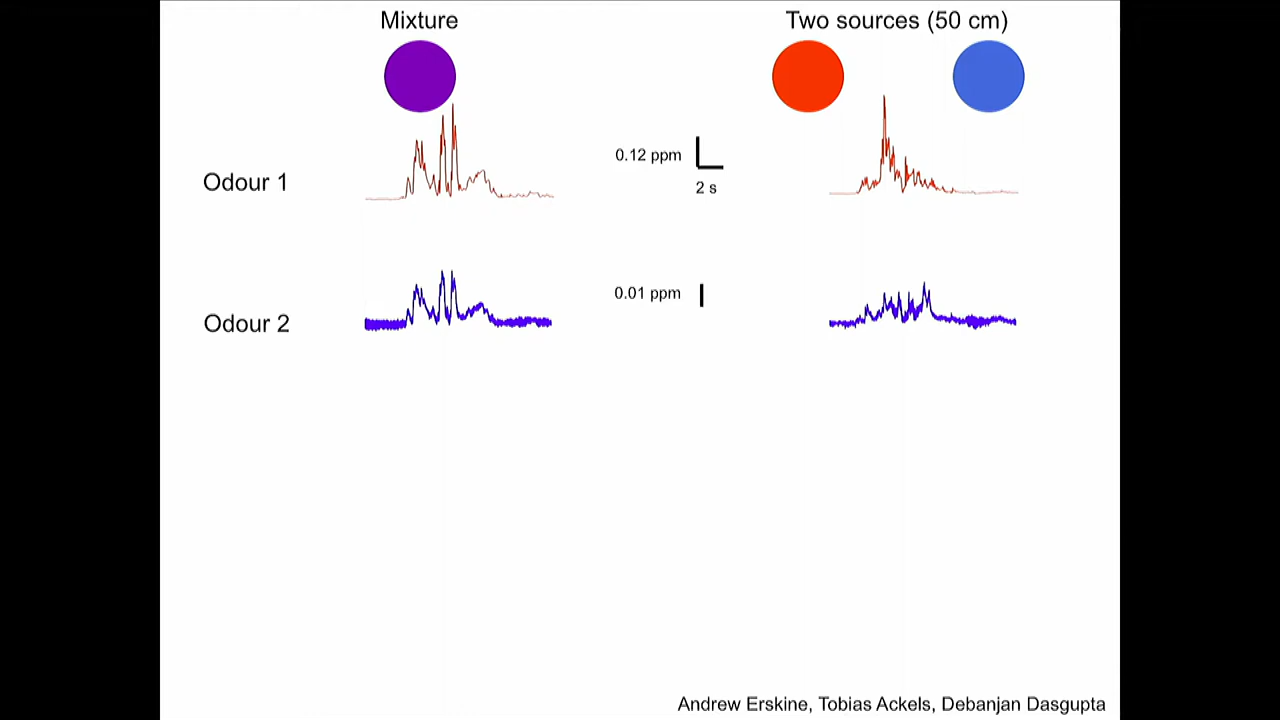 Mixture
Two sources (50 cm)
Odour 1
0.12 ppm
2 s
Odour 2
0.01 ppm
Andrew Erskine, Tobias Ackels, Debanjan Dasgupta